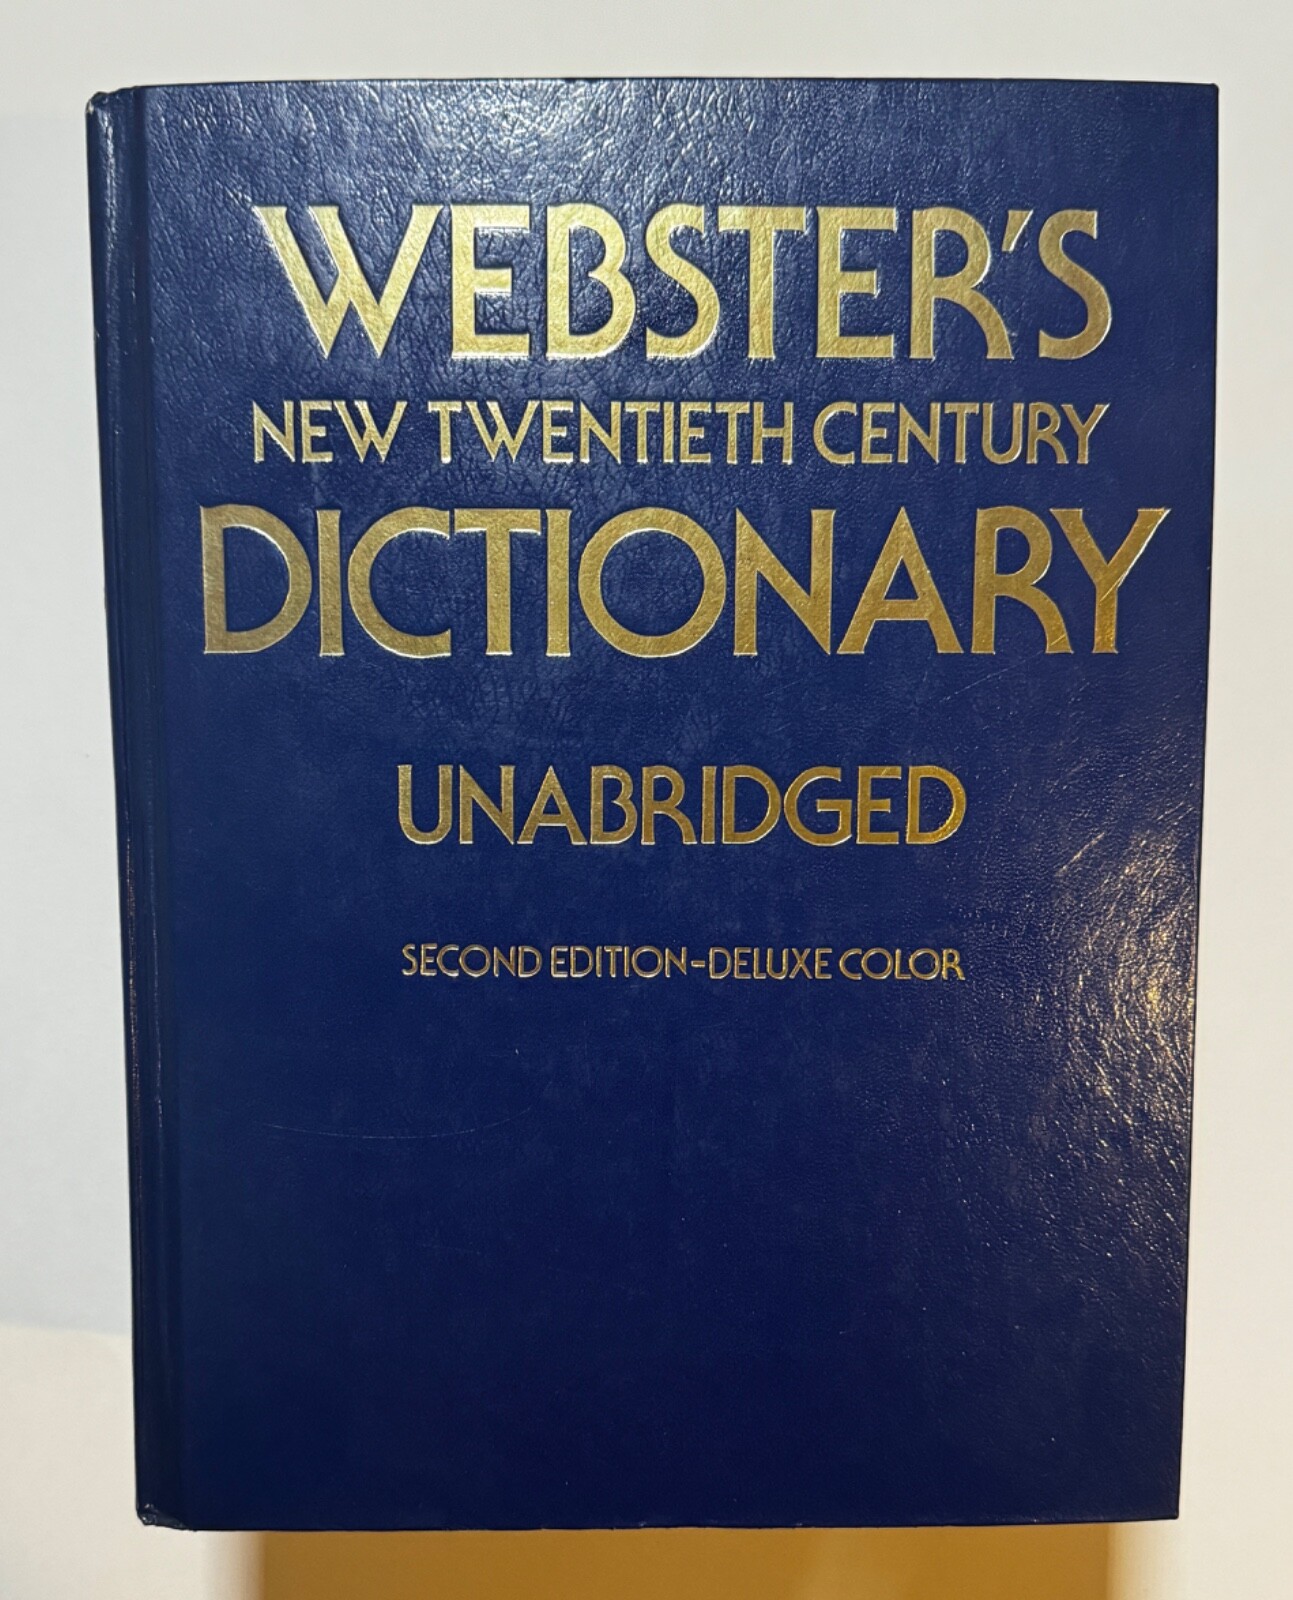 WEBSTER'S
NEW TWENTIETH CENTURY
DICTIONARY
UNABRIDGED
SECOND EDITION-DELUXE COLOR